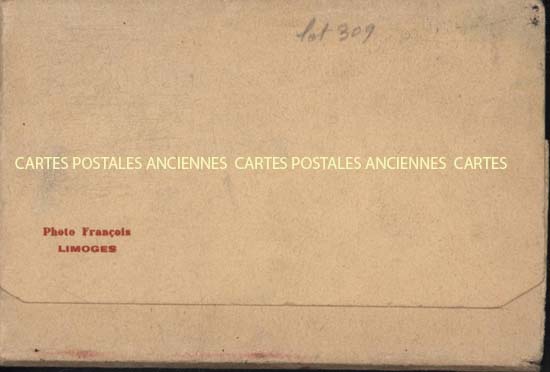 lot 309
CARTES POSTALES ANCIENNES CARTES POSTALES ANCIENNES CARTES
Photo François
LIMOGES